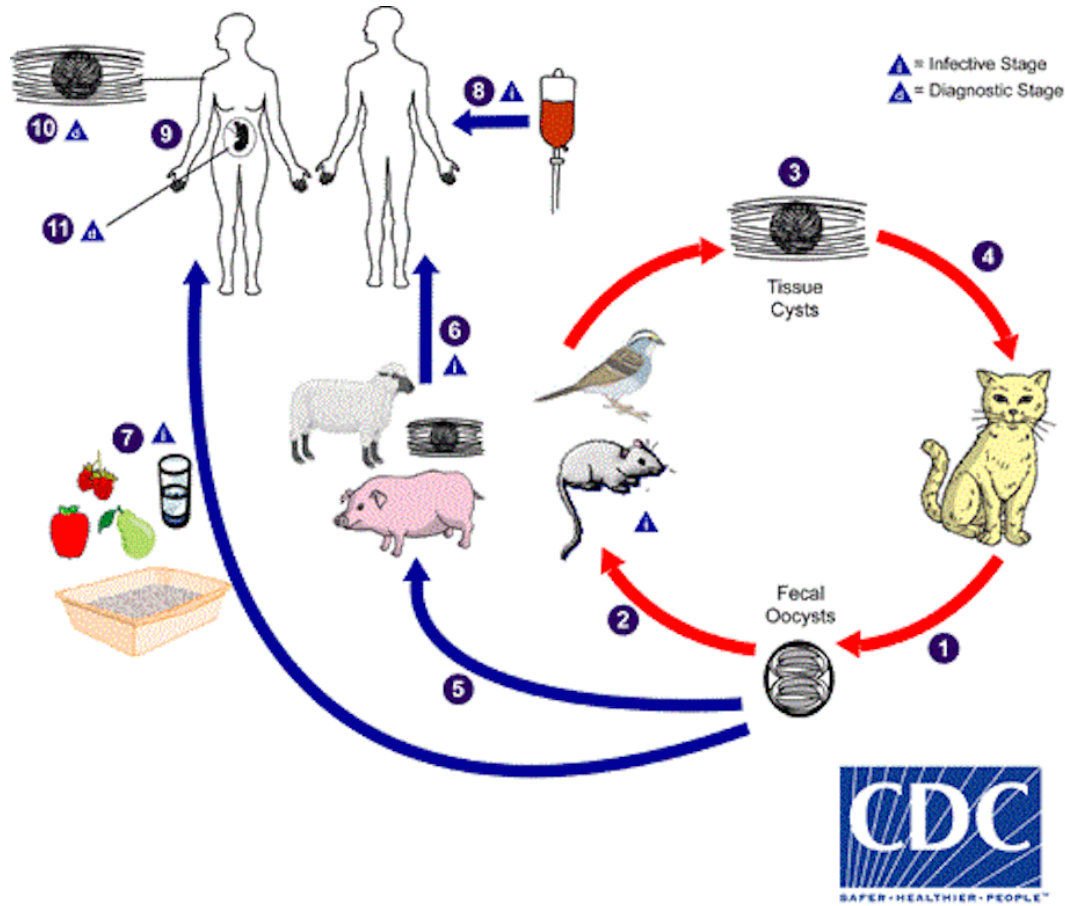 i = Infective Stage
d = Diagnostic Stage
10 d
9
8 i
11 d
3
4
Tissue
Cysts
6
i
7 i
i
Fecal
Oocysts
2
1
5
CDC
SAFER • HEALTHIER • PEOPLE™